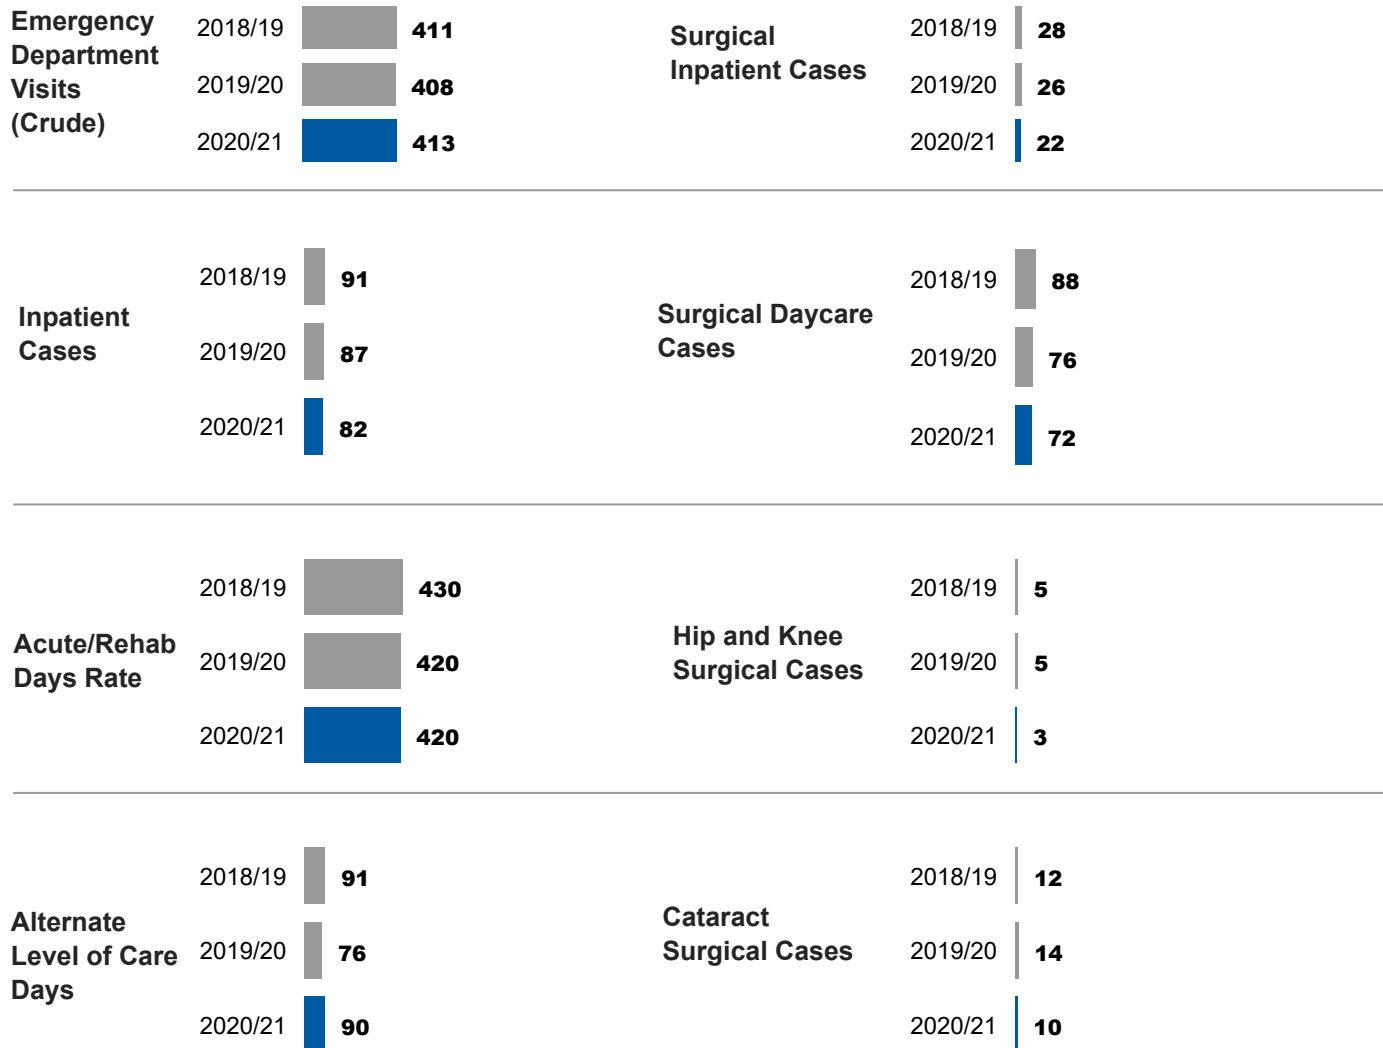 Emergency
Department
Visits
(Crude)
2018/19 411
2019/20 408
2020/21 413
Surgical
Inpatient Cases
2018/19 28
2019/20 26
2020/21 22
Inpatient
Cases
2018/19 91
2019/20 87
2020/21 82
Surgical Daycare
Cases
2018/19 88
2019/20 76
2020/21 72
Acute/Rehab
Days Rate
2018/19 430
2019/20 420
2020/21 420
Hip and Knee
Surgical Cases
2018/19 5
2019/20 5
2020/21 3
Alternate
Level of Care
Days
2018/19 91
2019/20 76
2020/21 90
Cataract
Surgical Cases
2018/19 12
2019/20 14
2020/21 10